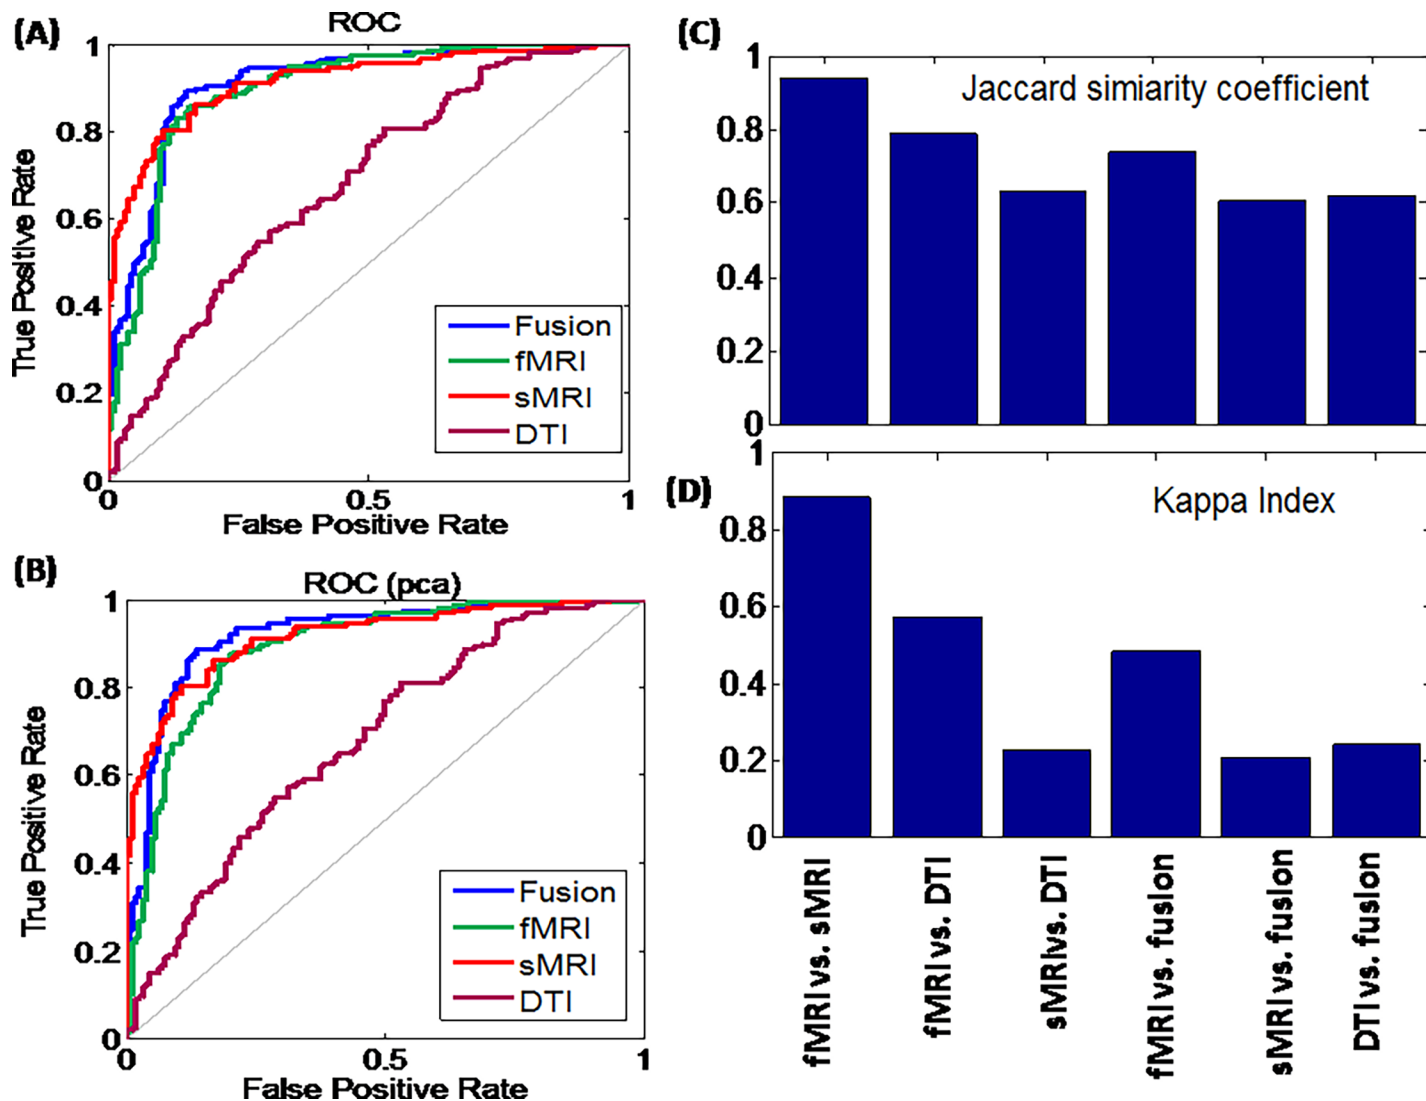 (A)
ROC
1
0.8
0.6
0.4
0.2
0
True Positive Rate
Fusion
fMRI
sMRI
DTI
0
0.5
1
False Positive Rate
(B)
ROC (pca)
1
0.8
0.6
0.4
0.2
0
True Positive Rate
Fusion
fMRI
sMRI
DTI
0
0.5
1
False Positive Rate
(C)
Jaccard simiarity coefficient
1
0.8
0.6
0.4
0.2
0
(D)
Kappa Index
1
0.8
0.6
0.4
0.2
0
fMRI vs. sMRI
fMRI vs. DTI
sMRIvs. DTI
fMRI vs. fusion
sMRI vs. fusion
DTI vs. fusion